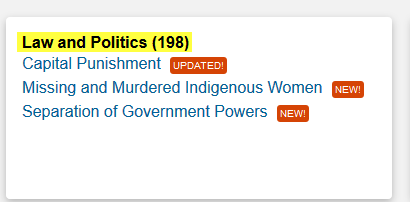 Law and Politics (198)
Capital Punishment UPDATED!
Missing and Murdered Indigenous Women NEW!
Separation of Government Powers NEW!